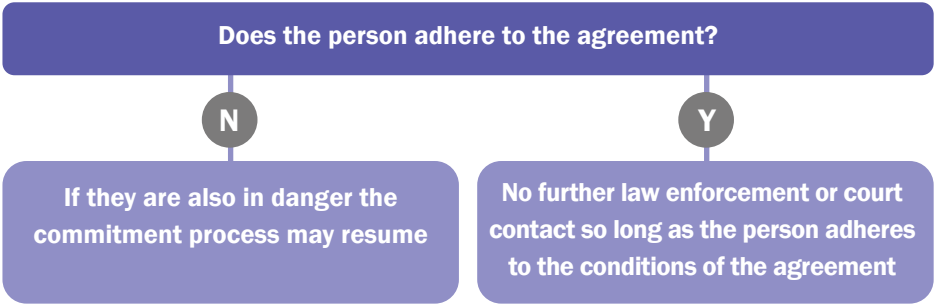 Does the person adhere to the agreement?
N
Y
If they are also in danger the
commitment process may resume
No further law enforcement or court
contact so long as the person adheres
to the conditions of the agreement